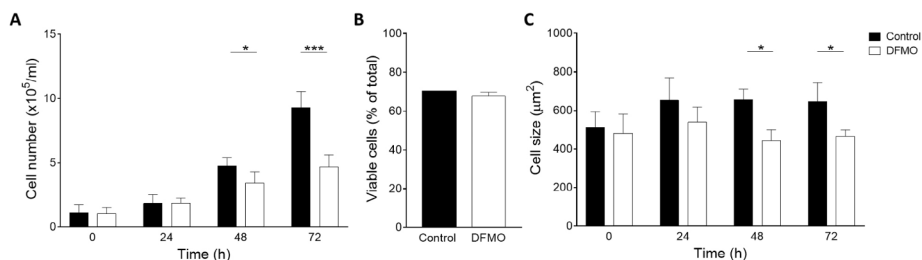 A
Cell number (x10⁵/ml)
15
10
5
0
*
***
0 24 48 72
Time (h)
B
Viable cells (% of total)
100
80
60
40
20
0
Control DFMO
C
Cell size (µm²)
1000
800
600
400
200
0
*
*
0 24 48 72
Time (h)
Control
DFMO